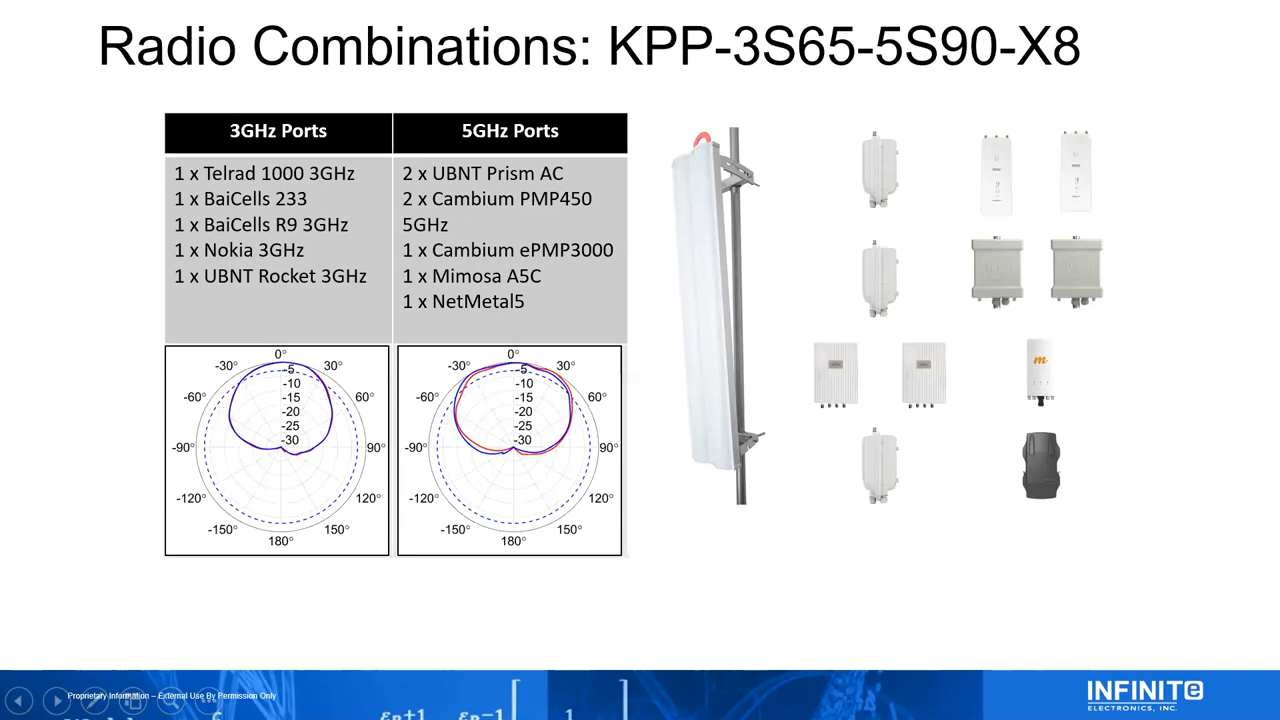 Radio Combinations: KPP-3S65-5S90-X8
3GHz Ports
5GHz Ports
1 x Telrad 1000 3GHz
1 x BaiCells 233
1 x BaiCells R9 3GHz
1 x Nokia 3GHz
1 x UBNT Rocket 3GHz
2 x UBNT Prism AC
2 x Cambium PMP450
5GHz
1 x Cambium ePMP3000
1 x Mimosa A5C
1 x NetMetal5
0°
-30°
30°
-5
-10
-60°
60°
-15
-20
-25
-30
-90°
90°
-120°
120°
-150°
150°
180°
0°
-30°
30°
-5
-10
-60°
60°
-15
-20
-25
-30
-90°
90°
-120°
120°
-150°
150°
180°
m
Proprietary Information – External Use By Permission Only
INFINITE
ELECTRONICS, INC.